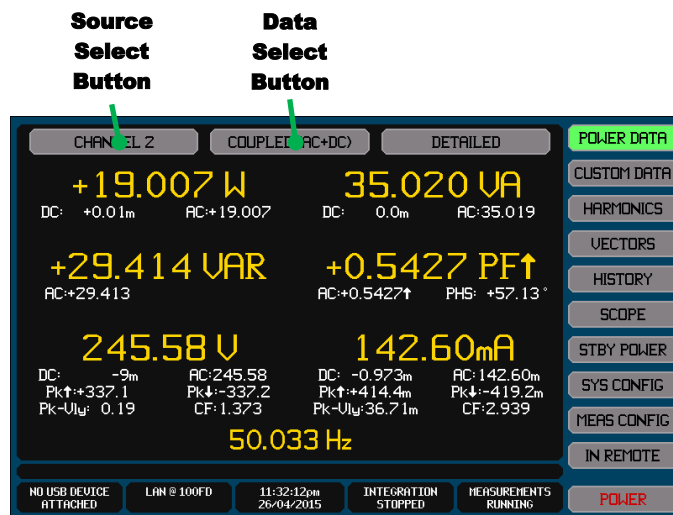 Source Select Button
Data Select Button
CHANNEL 2
COUPLED (AC+DC)
DETAILED
+19.007 W
35.020 VA
DC: +0.01m AC:+19.007
DC: 0.0m AC:35.019
+29.414 VAR
+0.5427 PF↑
AC:+29.413
AC:+0.5427↑ PHS: +57.13°
245.58 V
142.60mA
DC: -9m AC:245.58
DC: -0.973m AC:142.60m
Pk↑:+337.1 Pk↓:-337.2
Pk↑:+414.4m Pk↓:-419.2m
Pk-Vly: 0.19 CF:1.373
Pk-Vly:36.71m CF:2.939
50.033 Hz
NO USB DEVICE ATTACHED
LAN @ 100FD
11:32:12pm
26/04/2015
INTEGRATION STOPPED
MEASUREMENTS RUNNING
POWER DATA
CUSTOM DATA
HARMONICS
VECTORS
HISTORY
SCOPE
STBY POWER
SYS CONFIG
MEAS CONFIG
IN REMOTE
POWER